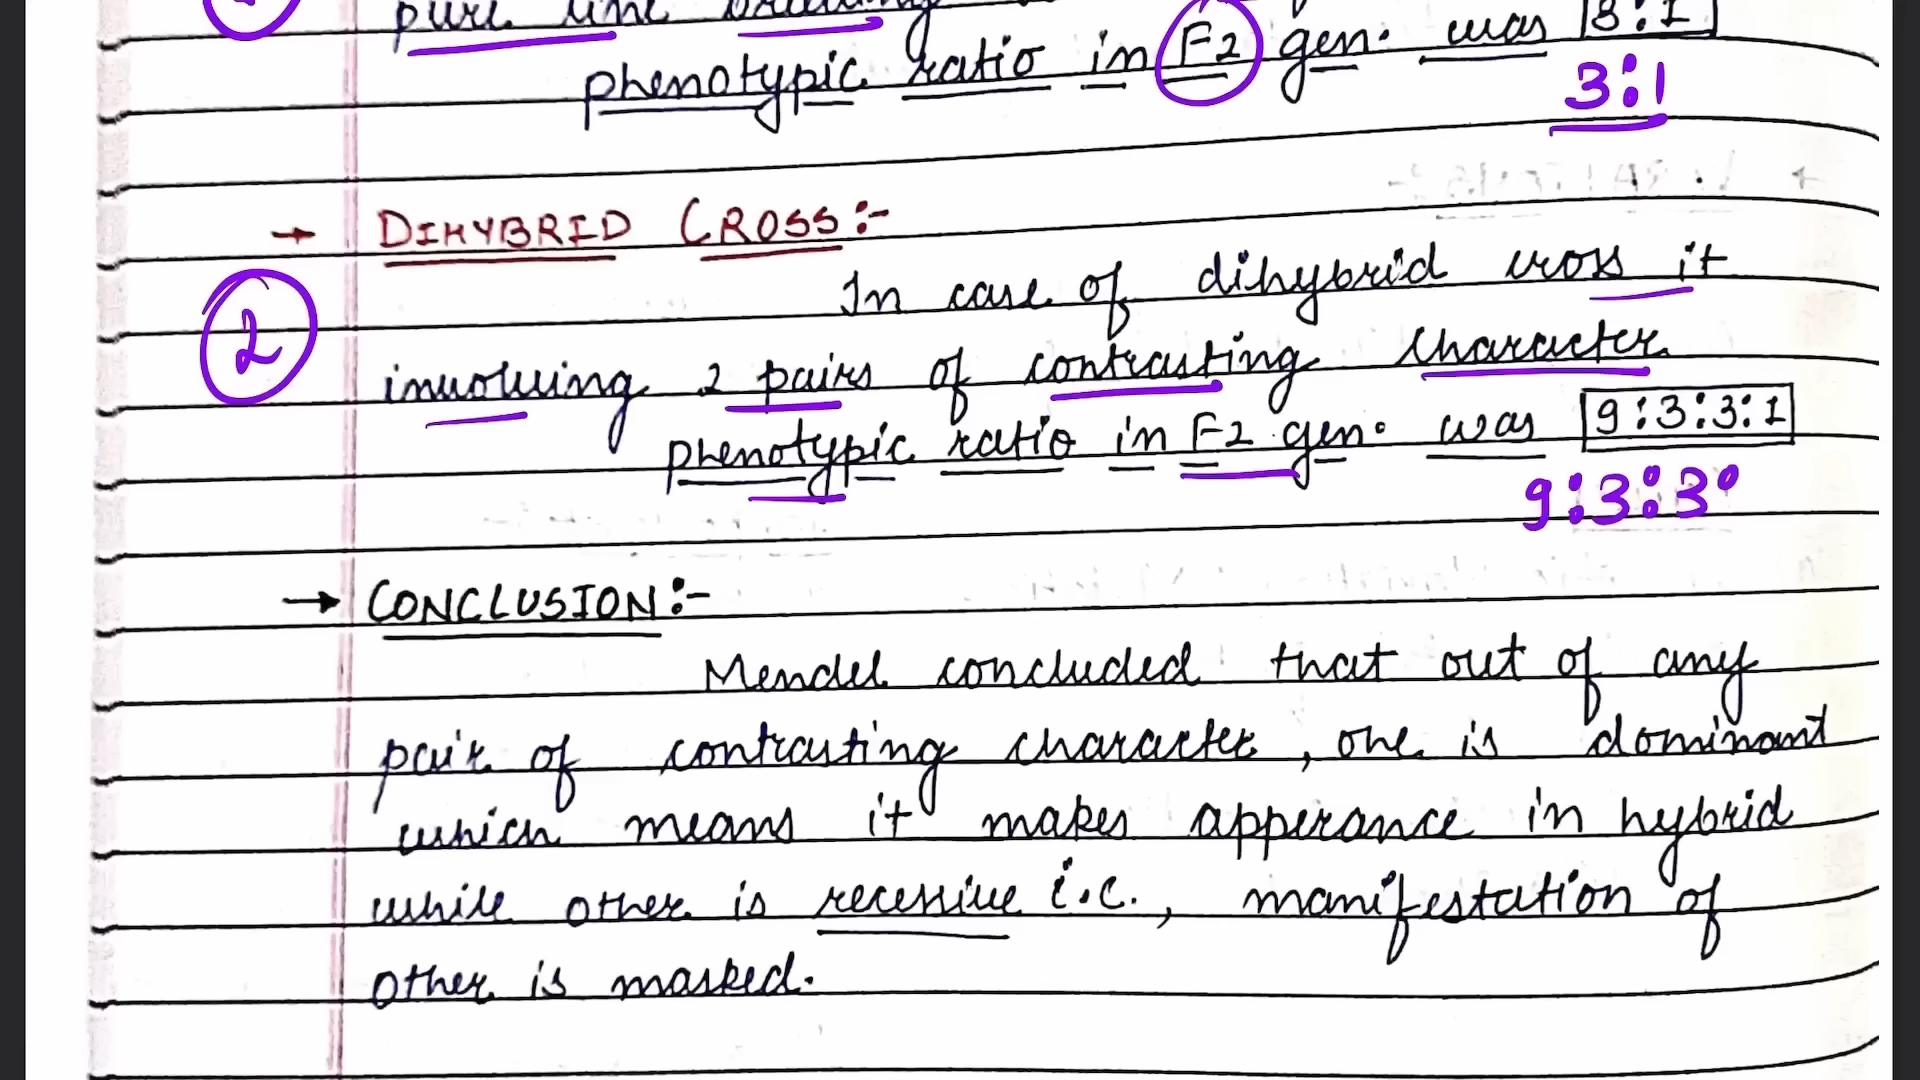 pure line breeding
phenotypic ratio in F2 gen. was 3:1
3:1
→ DIHYBRID CROSS:-
In case of dihybrid cross it
2
involving 2 pairs of contrasting character
phenotypic ratio in F2 gen. was 9:3:3:1
9:3:3:
→ CONCLUSION:-
Mendel concluded that out of any
pair of contrasting character, one is dominant
which means it makes apperance in hybrid
while other is recessive i.e., manifestation of
other is masked.